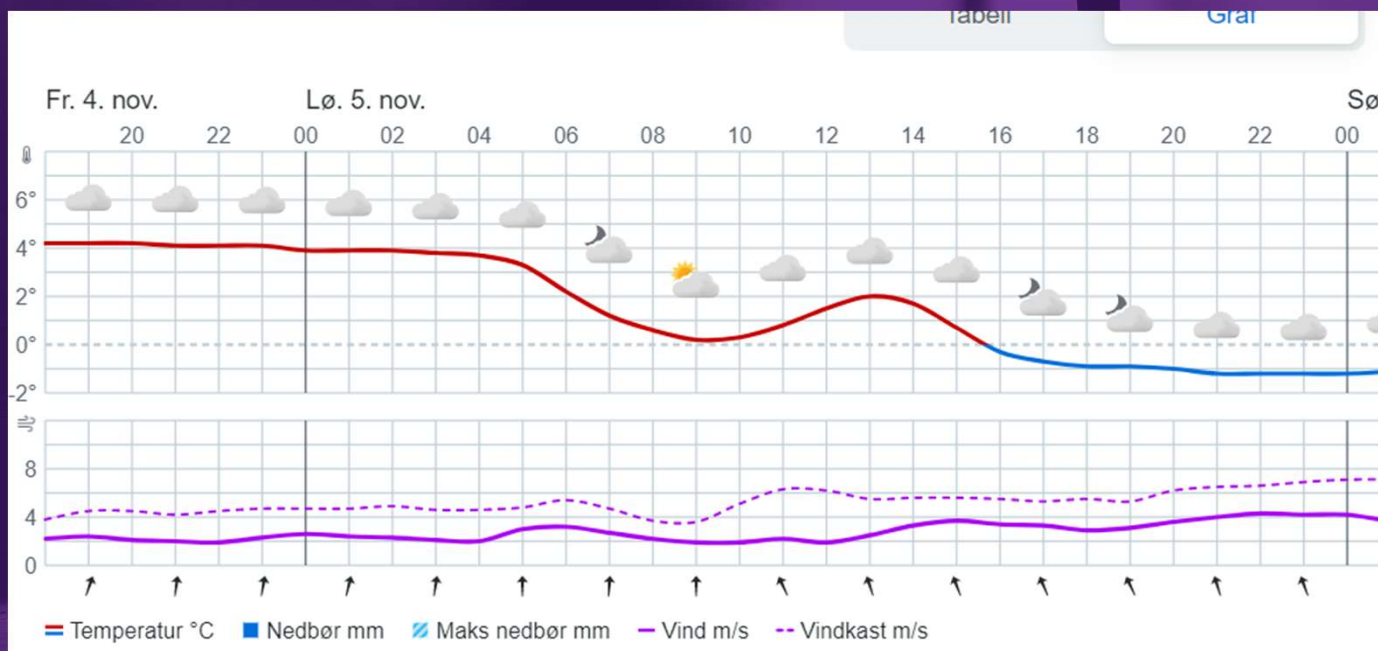 Tabell Graf
Fr. 4. nov. Lø. 5. nov. Sø
20 22 00 02 04 06 08 10 12 14 16 18 20 22 00
6°
4°
2°
0°
-2°
8
4
0
Temperatur °C Nedbør mm Maks nedbør mm Vind m/s Vindkast m/s